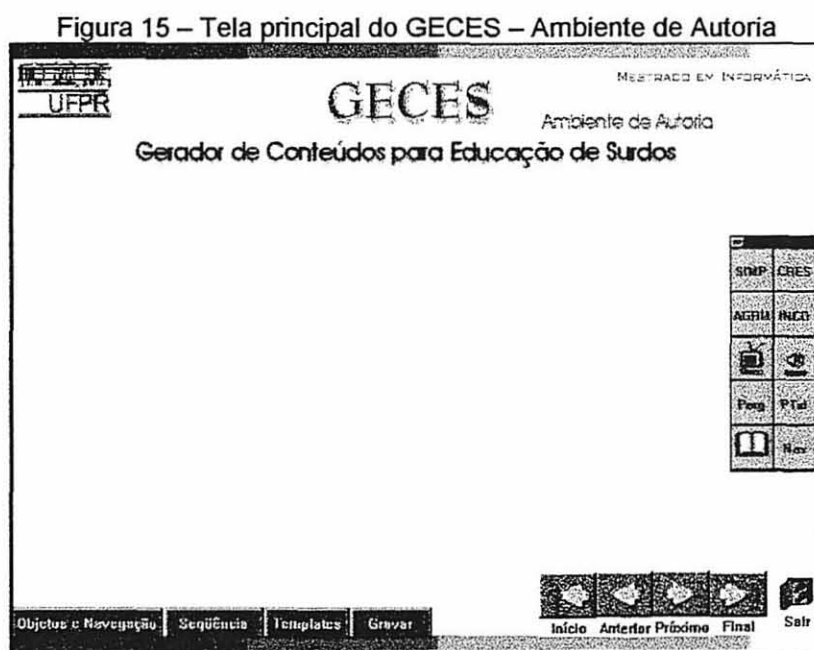 Figura 15 – Tela principal do GECES – Ambiente de Autoria
UFPR
MESTRADO EM INFORMÁTICA
GECES
Ambiente de Autoria
Gerador de Conteúdos para Educação de Surdos
SIMP CRES
AGRU INCO
Perg PTxt
Nav
Objetos e Navegação Seqüência Templates Gravar
Início Anterior Próximo Final Sair